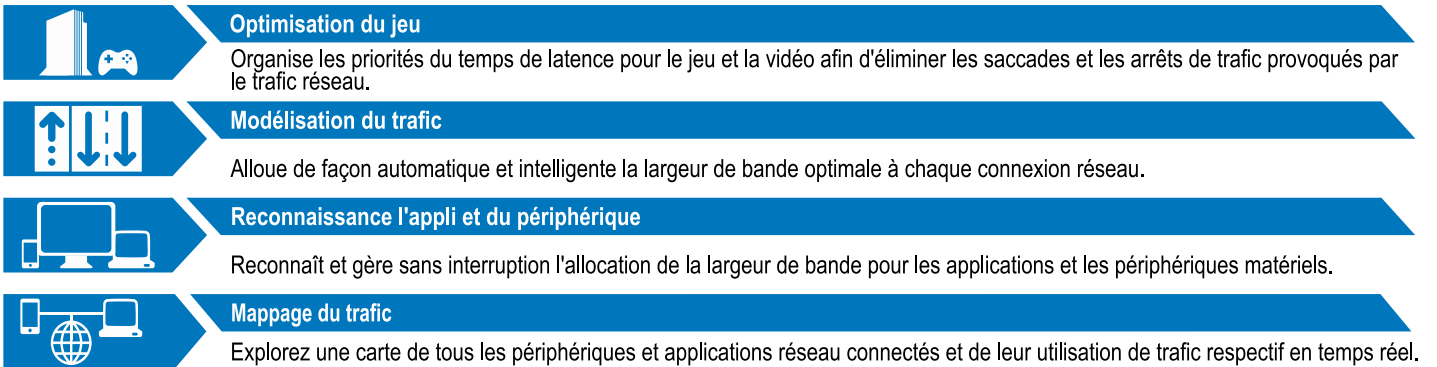 Optimisation du jeu
Organise les priorités du temps de latence pour le jeu et la vidéo afin d'éliminer les saccades et les arrêts de trafic provoqués par
le trafic réseau.
Modélisation du trafic
Alloue de façon automatique et intelligente la largeur de bande optimale à chaque connexion réseau.
Reconnaissance l'appli et du périphérique
Reconnaît et gère sans interruption l'allocation de la largeur de bande pour les applications et les périphériques matériels.
Mappage du trafic
Explorez une carte de tous les périphériques et applications réseau connectés et de leur utilisation de trafic respectif en temps réel.